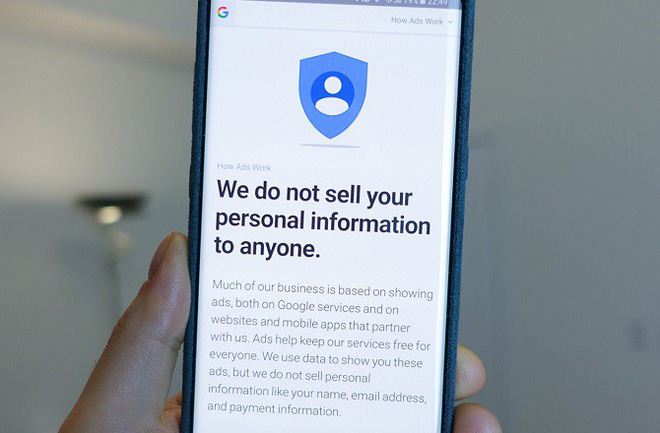 79% 22:49
How Ads Work
How Ads Work
We do not sell your
personal information
to anyone.
Much of our business is based on showing
ads, both on Google services and on
websites and mobile apps that partner
with us. Ads help keep our services free for
everyone. We use data to show you these
ads, but we do not sell personal
information like your name, email address,
and payment information.